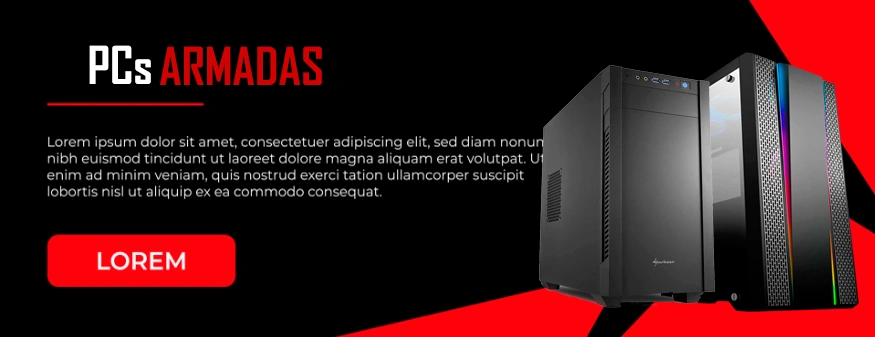 PCs ARMADAS
Lorem ipsum dolor sit amet, consectetuer adipiscing elit, sed diam nonum
nibh euismod tincidunt ut laoreet dolore magna aliquam erat volutpat. Ut
enim ad minim veniam, quis nostrud exerci tation ullamcorper suscipit
lobortis nisl ut aliquip ex ea commodo consequat.
LOREM